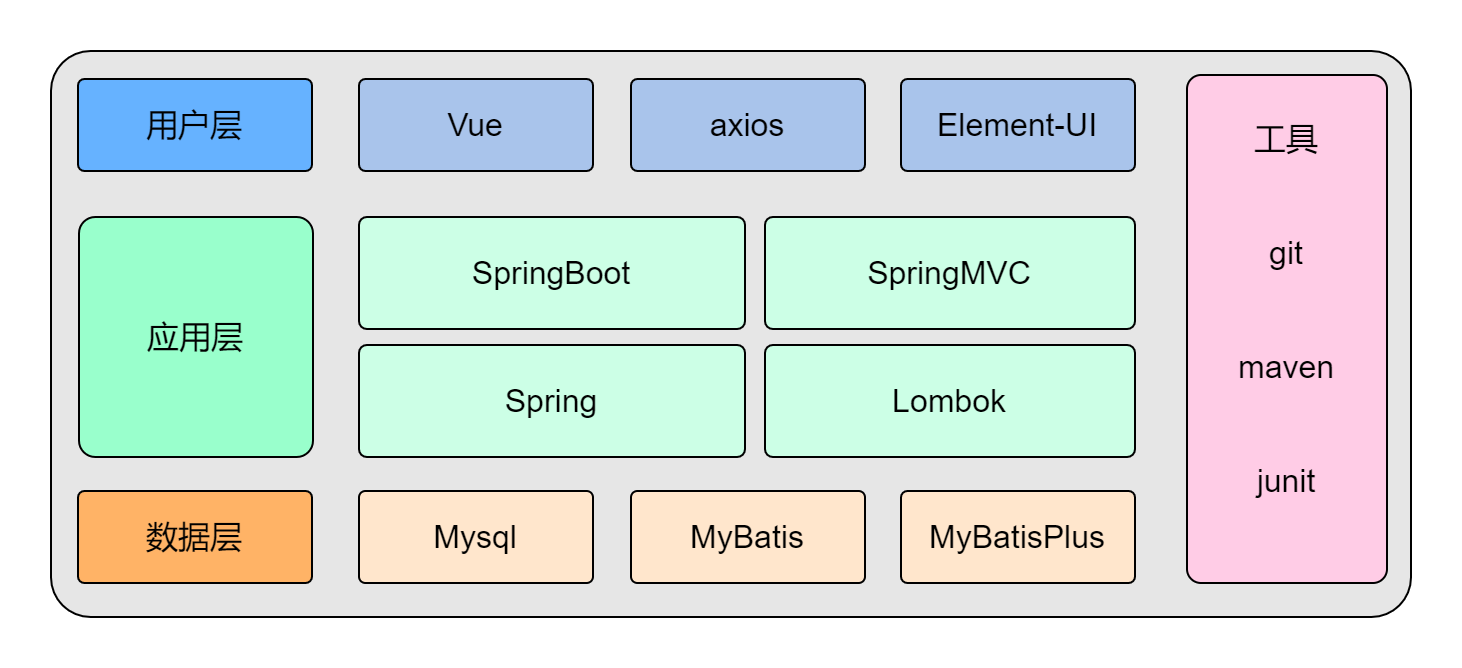 用户层
Vue
axios
Element-UI
应用层
SpringBoot
SpringMVC
Spring
Lombok
数据层
Mysql
MyBatis
MyBatisPlus
工具
git
maven
junit